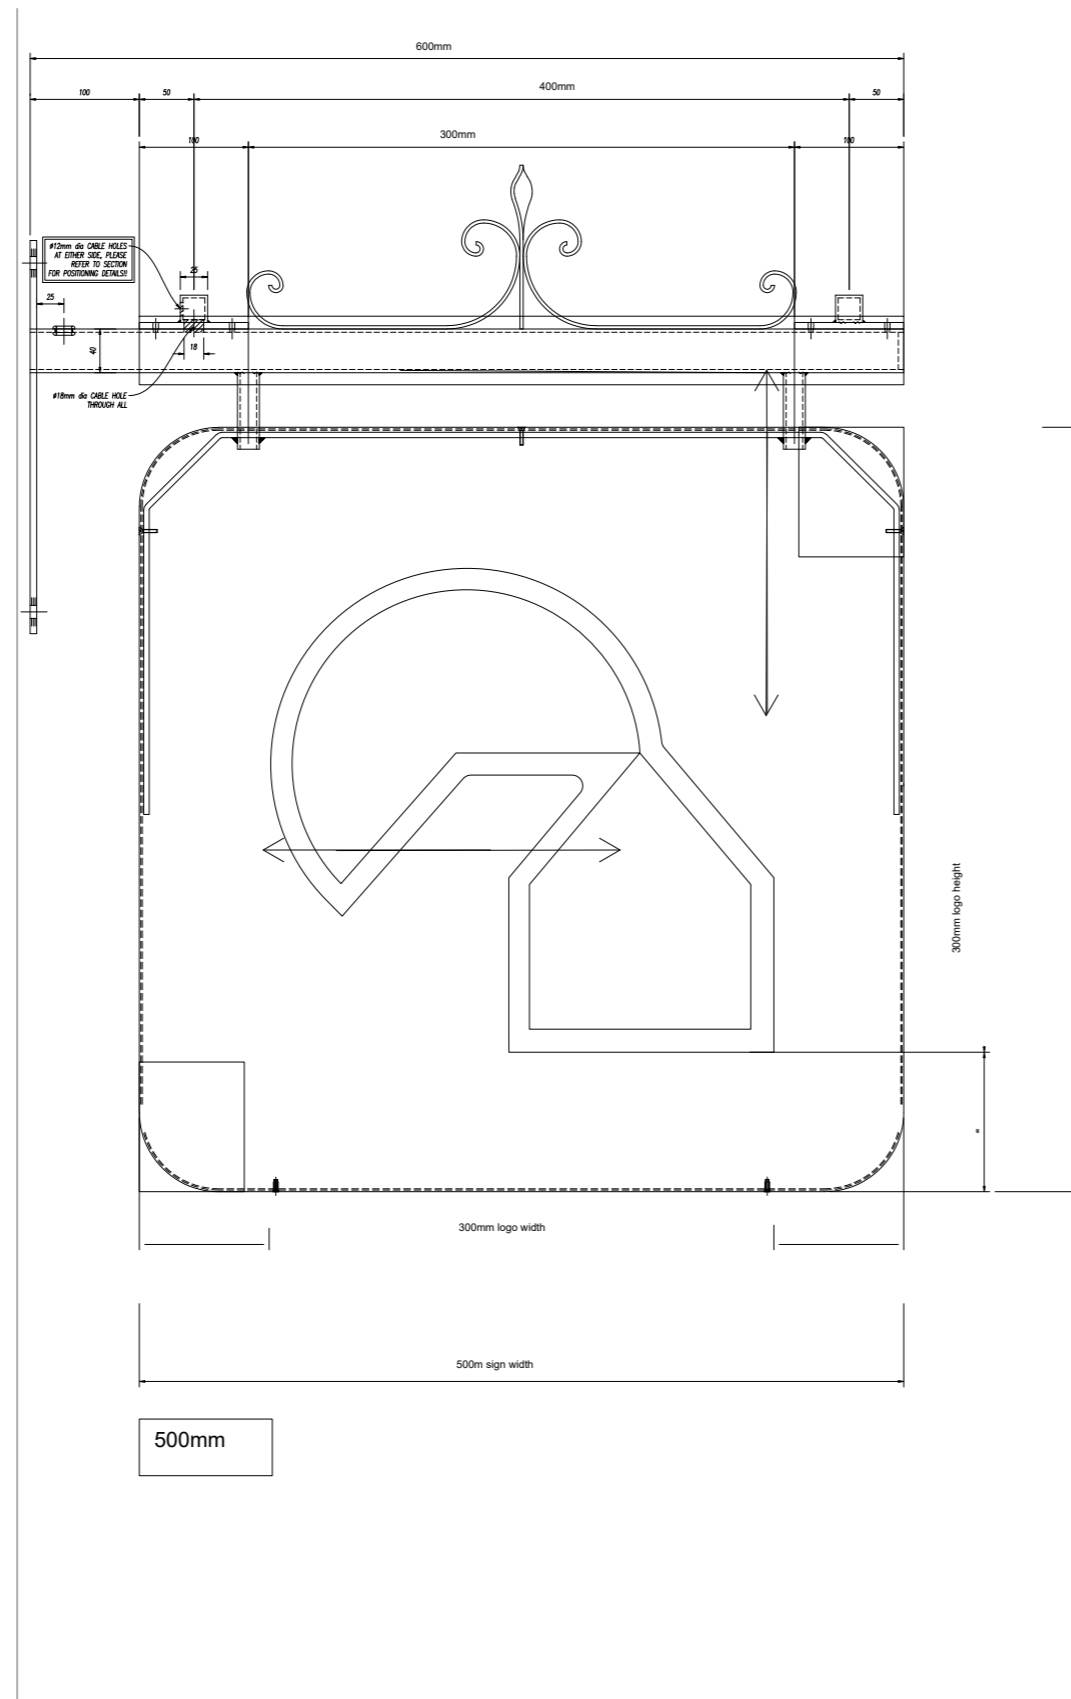 600mm
100
50
400mm
50
100
300mm
100
ø12mm dia CABLE HOLES
AT EITHER SIDE, PLEASE
REFER TO SECTION
FOR POSITIONING DETAILS!!
25
25
40
18
ø18mm dia CABLE HOLE
THROUGH ALL
300mm logo height
300mm logo width
500m sign width
500mm